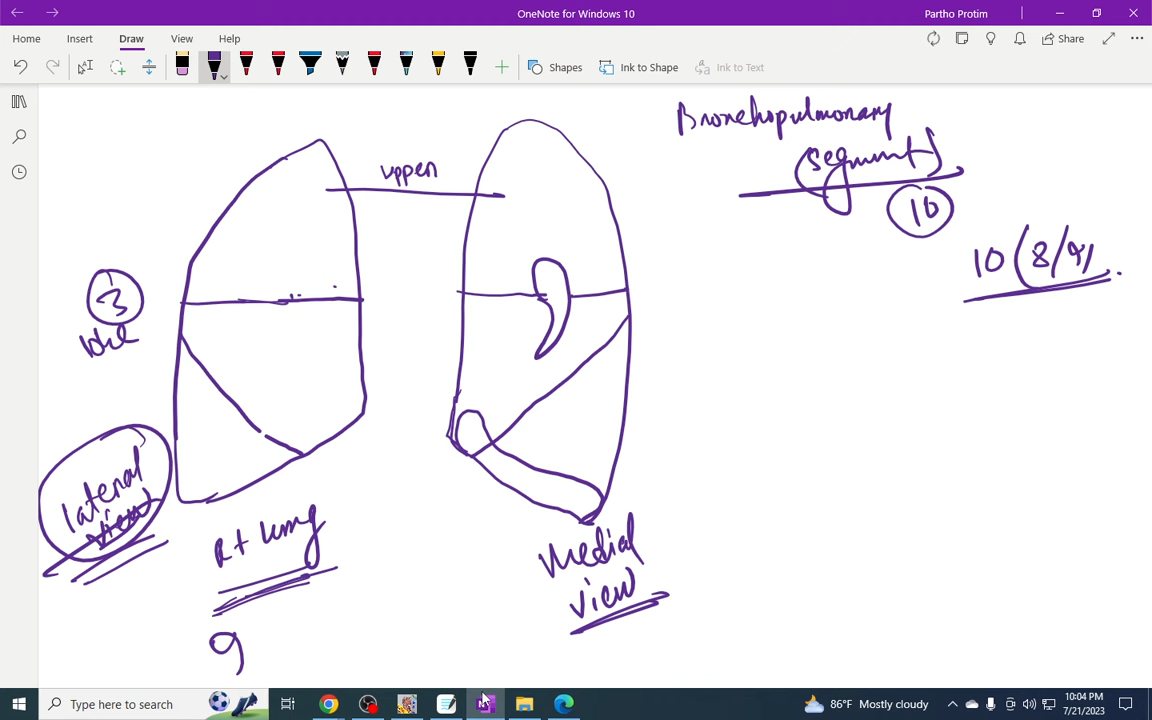 OneNote for Windows 10
Partho Protim
Home Insert Draw View Help
Share
Shapes
Ink to Shape
Ink to Text
Bronchopulmonary
(segment)
10
10 (8/9)
upper
3
lobe
lateral
view
Rt lung
9
Medial
view
Type here to search
86°F Mostly cloudy
10:04 PM
7/21/2023